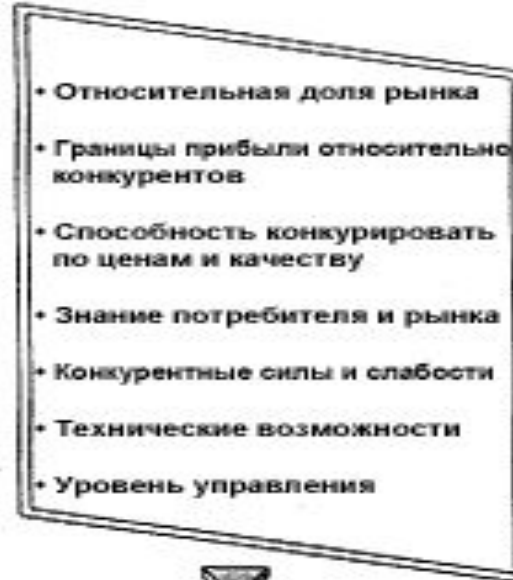 • Относительная доля рынка
• Границы прибыли относительно
конкурентов
• Способность конкурировать
по ценам и качеству
• Знание потребителя и рынка
• Конкурентные силы и слабости
• Технические возможности
• Уровень управления